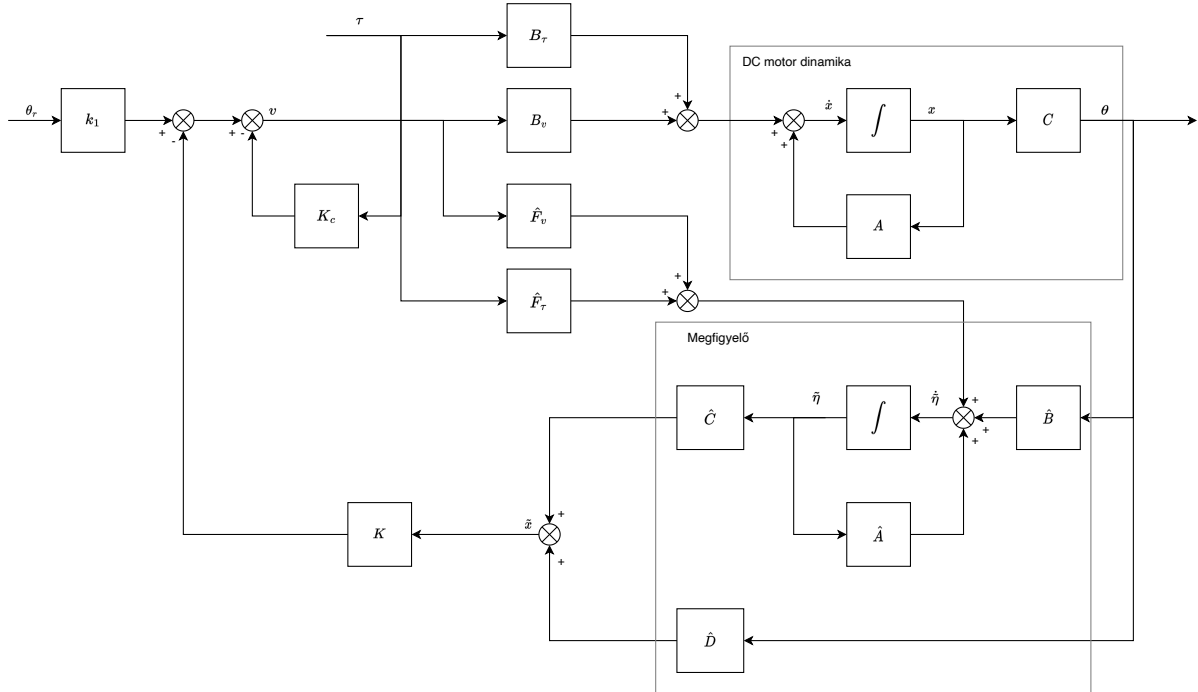 τ
B_τ
DC motor dinamika
θ_r
k_1
+
-
+
-
v
B_v
+
+
+
+
ẋ
∫
x
C
θ
K_c
F̂_v
A
F̂_τ
+
+
Megfigyelő
Ĉ
η̃
∫
η̃̇
+
+
+
B̂
K
x̃
+
+
Â
D̂